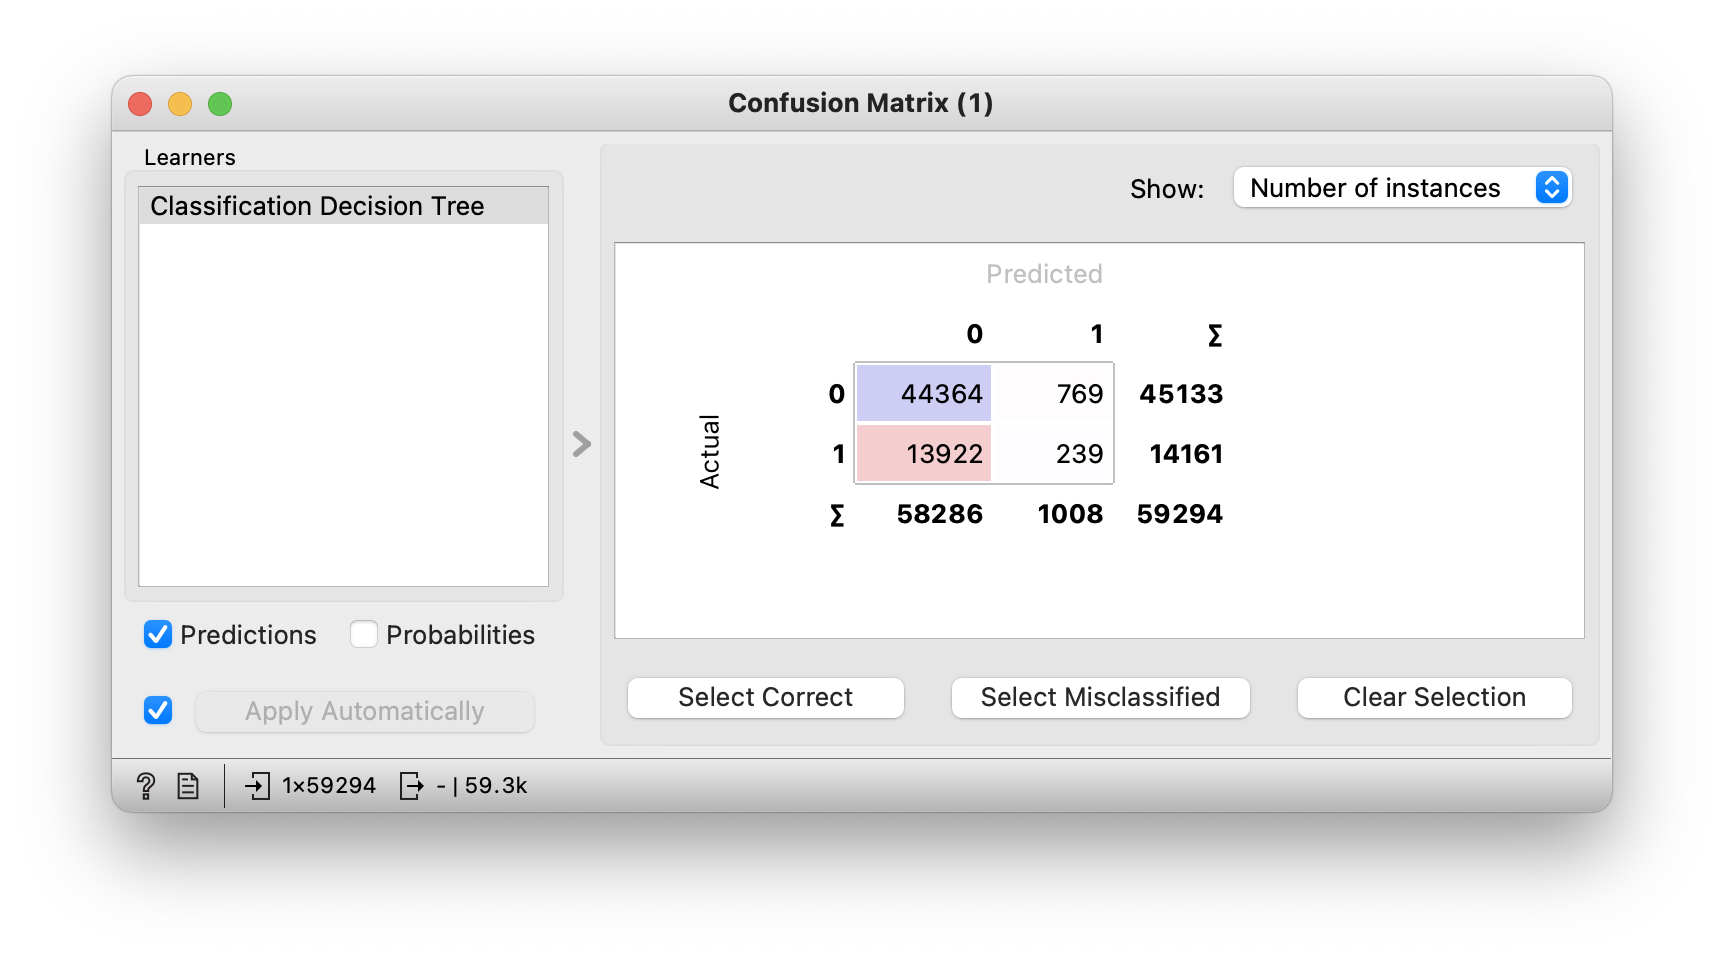 Confusion Matrix (1)
Learners
Classification Decision Tree
Predictions Probabilities
Apply Automatically
Show: Number of instances
Predicted
0 1 Σ
Actual
0 44364 769 45133
1 13922 239 14161
Σ 58286 1008 59294
Select Correct Select Misclassified Clear Selection
? 1×59294 - | 59.3k